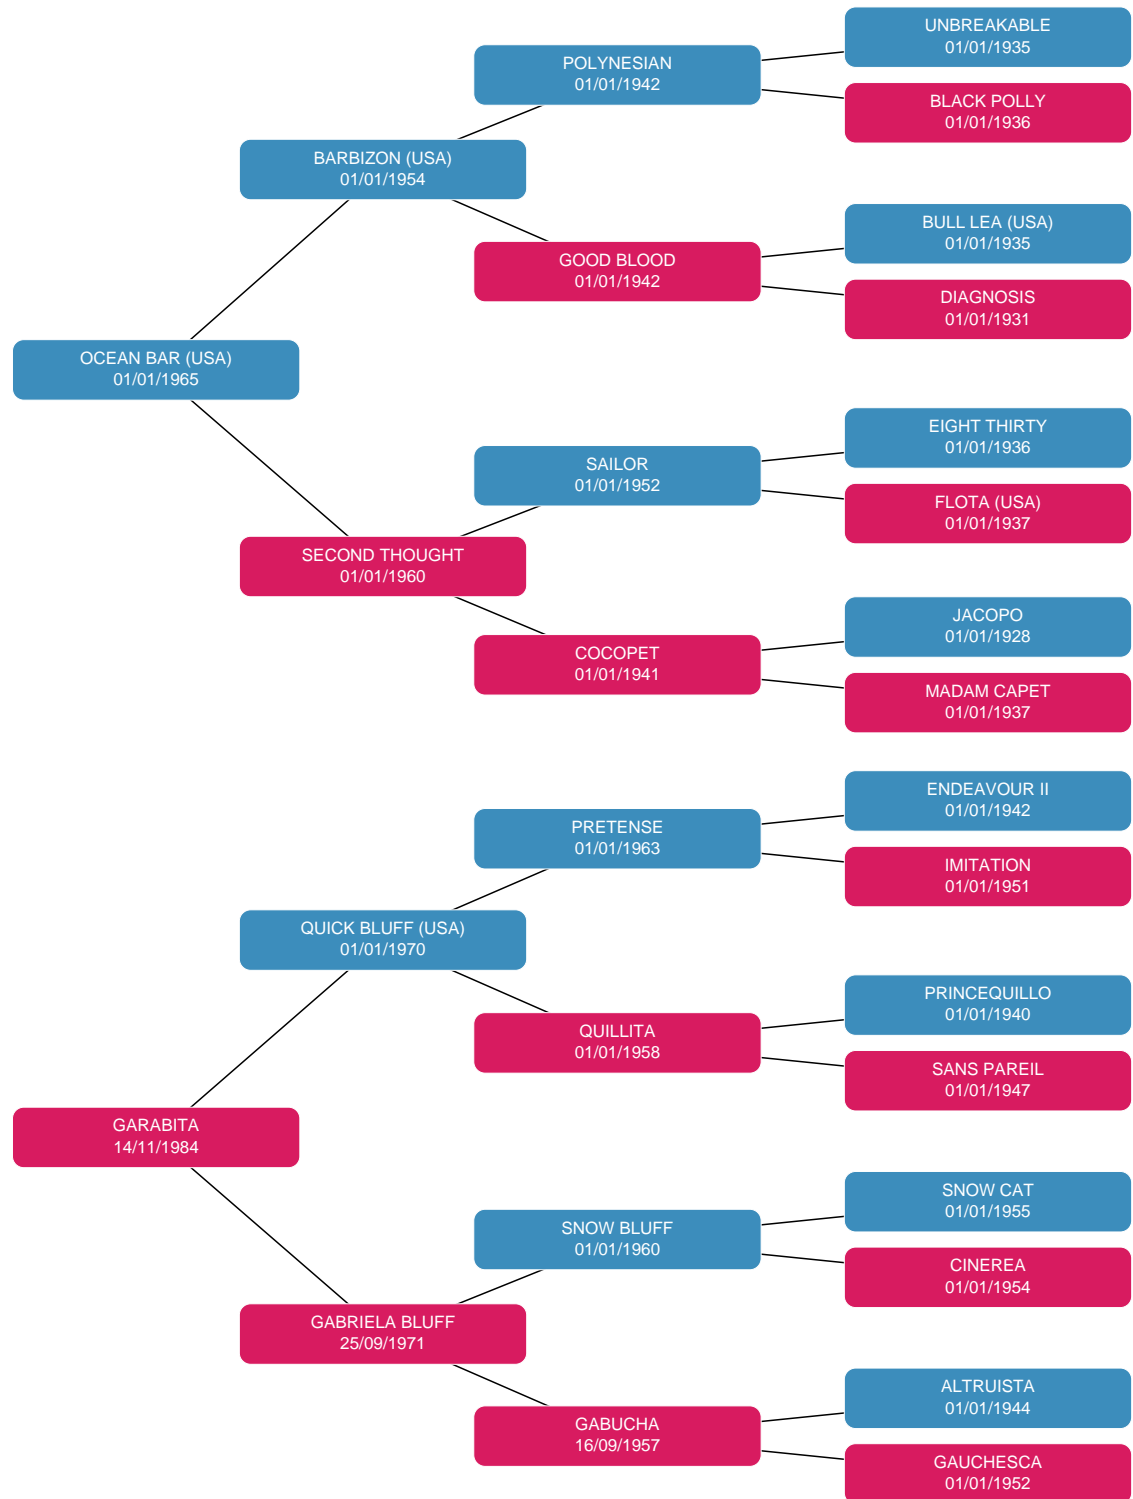 UNBREAKABLE
01/01/1935
POLYNESIAN
01/01/1942
BLACK POLLY
01/01/1936
BARBIZON (USA)
01/01/1954
BULL LEA (USA)
01/01/1935
GOOD BLOOD
01/01/1942
DIAGNOSIS
01/01/1931
OCEAN BAR (USA)
01/01/1965
EIGHT THIRTY
01/01/1936
SAILOR
01/01/1952
FLOTA (USA)
01/01/1937
SECOND THOUGHT
01/01/1960
JACOPO
01/01/1928
COCOPET
01/01/1941
MADAM CAPET
01/01/1937
ENDEAVOUR II
01/01/1942
PRETENSE
01/01/1963
IMITATION
01/01/1951
QUICK BLUFF (USA)
01/01/1970
PRINCEQUILLO
01/01/1940
QUILLITA
01/01/1958
SANS PAREIL
01/01/1947
GARABITA
14/11/1984
SNOW CAT
01/01/1955
SNOW BLUFF
01/01/1960
CINEREA
01/01/1954
GABRIELA BLUFF
25/09/1971
ALTRUISTA
01/01/1944
GABUCHA
16/09/1957
GAUCHESCA
01/01/1952